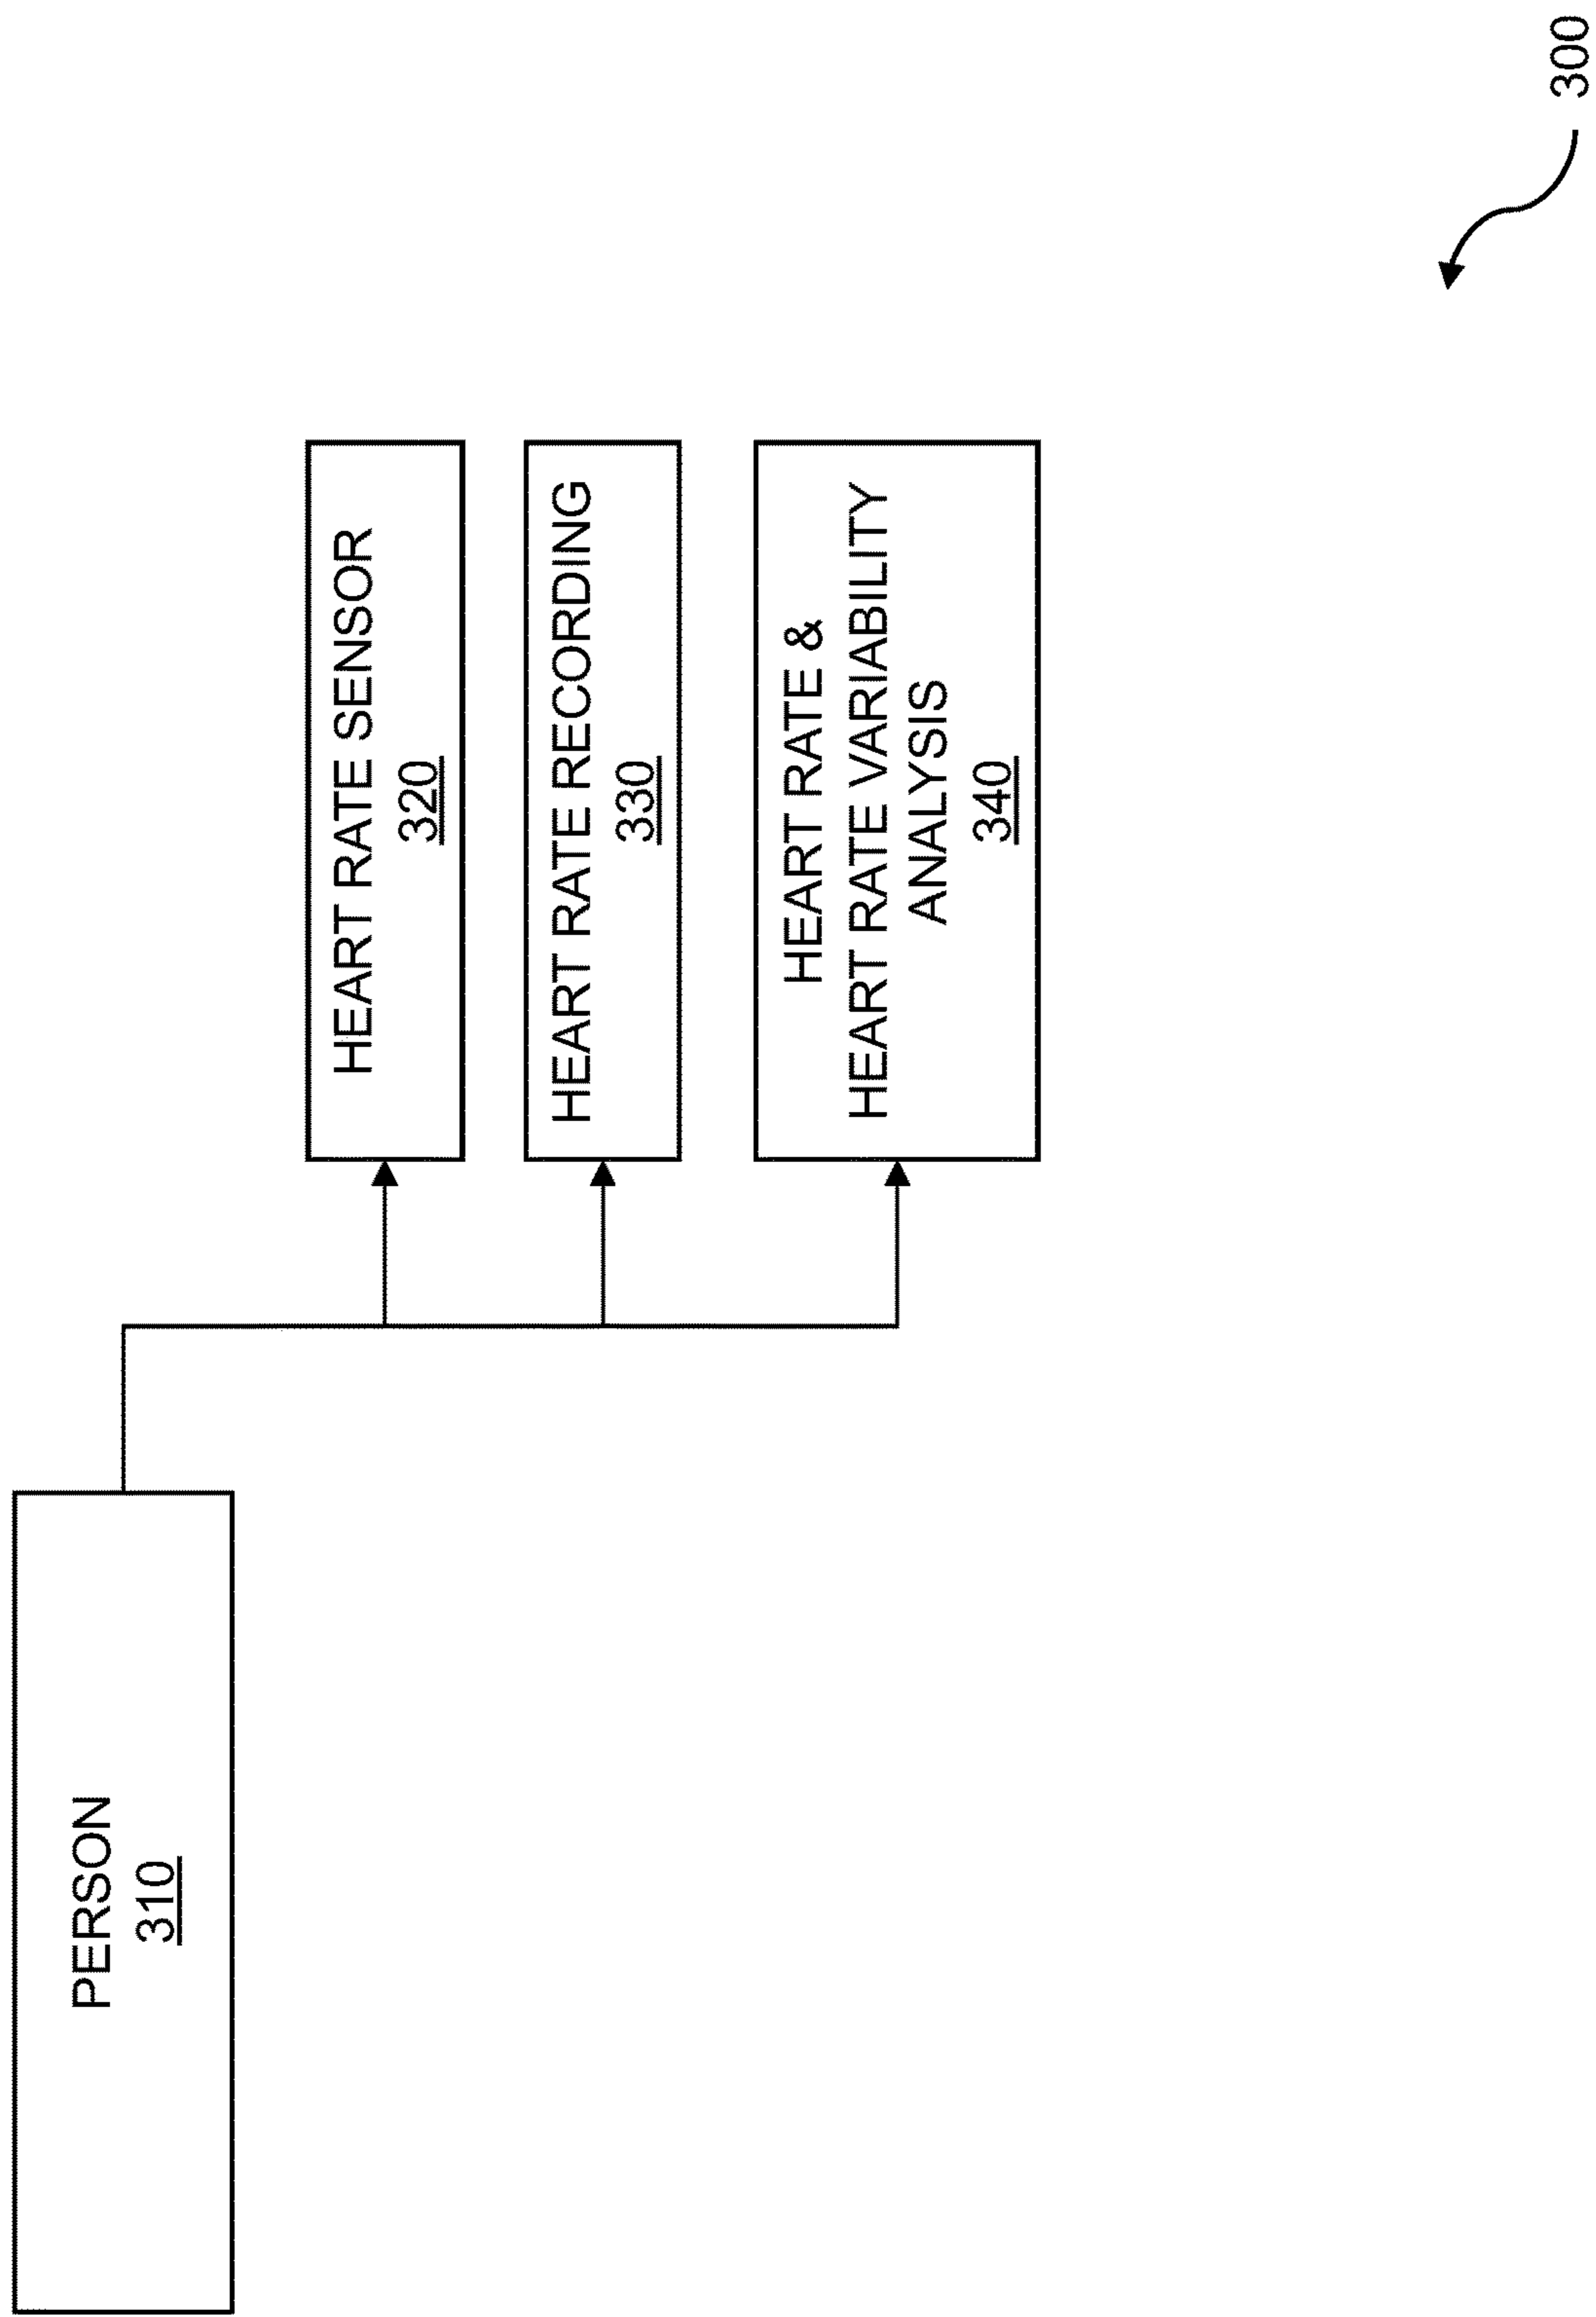 PERSON
310
HEART RATE SENSOR
320
HEART RATE RECORDING
330
HEART RATE &
HEART RATE VARIABILITY
ANALYSIS
340
300